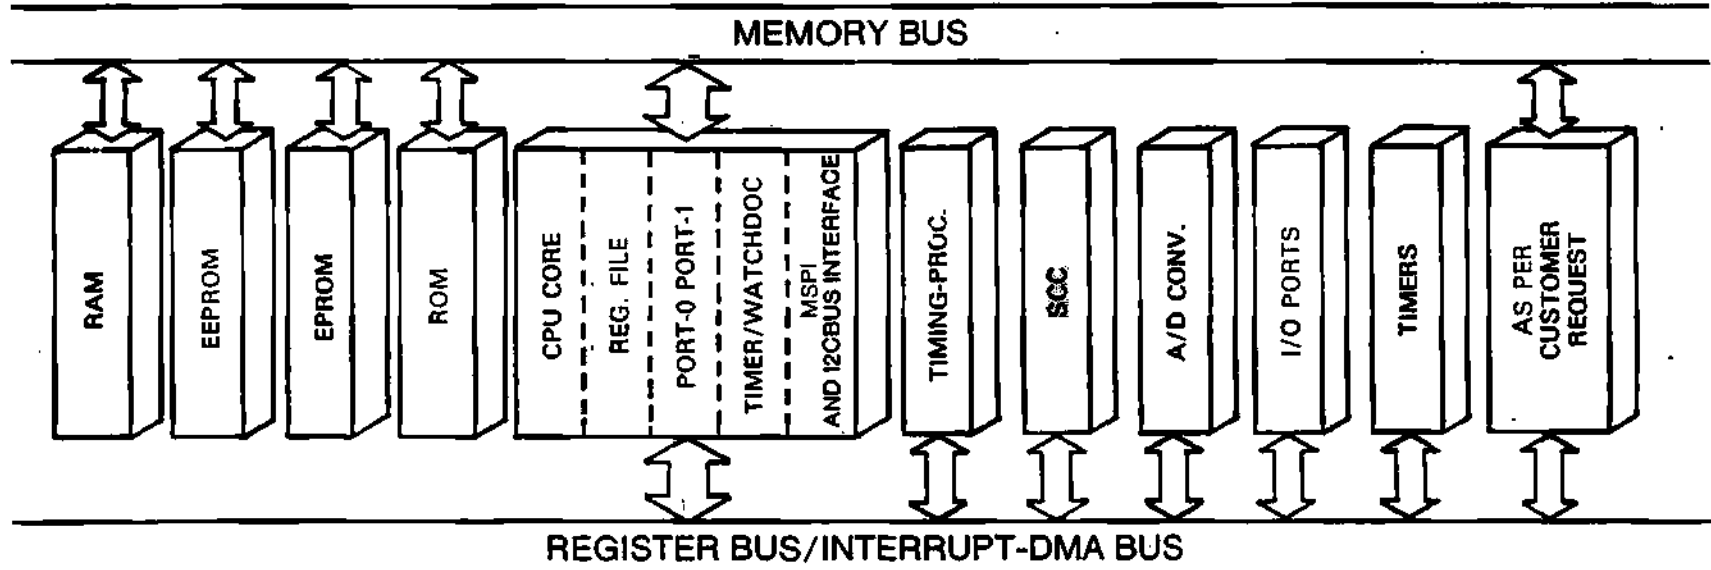 MEMORY BUS
RAM
EEPROM
EPROM
ROM
CPU CORE
REG. FILE
PORT-0 PORT-1
TIMER/WATCHDOC
MSPI
AND I2CBUS INTERFACE
TIMING-PROC.
SCC
A/D CONV.
I/O PORTS
TIMERS
AS PER
CUSTOMER
REQUEST
REGISTER BUS/INTERRUPT-DMA BUS